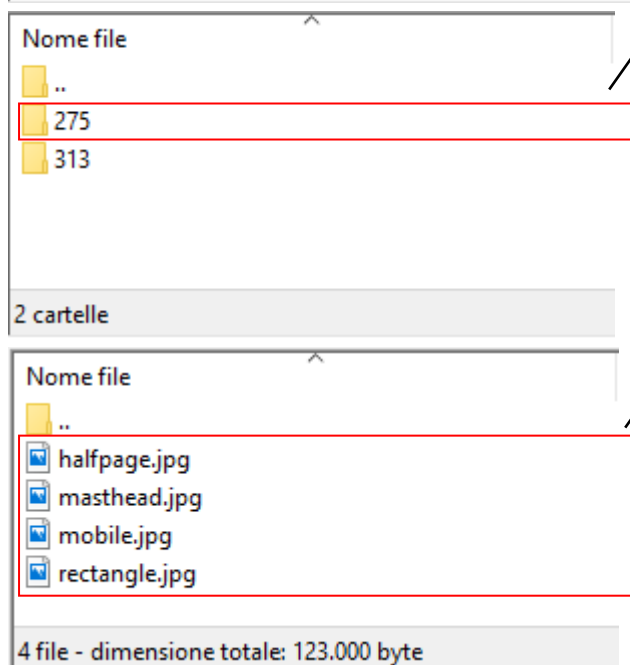 Nome file
..
275
313
2 cartelle
Nome file
..
halfpage.jpg
masthead.jpg
mobile.jpg
rectangle.jpg
4 file - dimensione totale: 123.000 byte